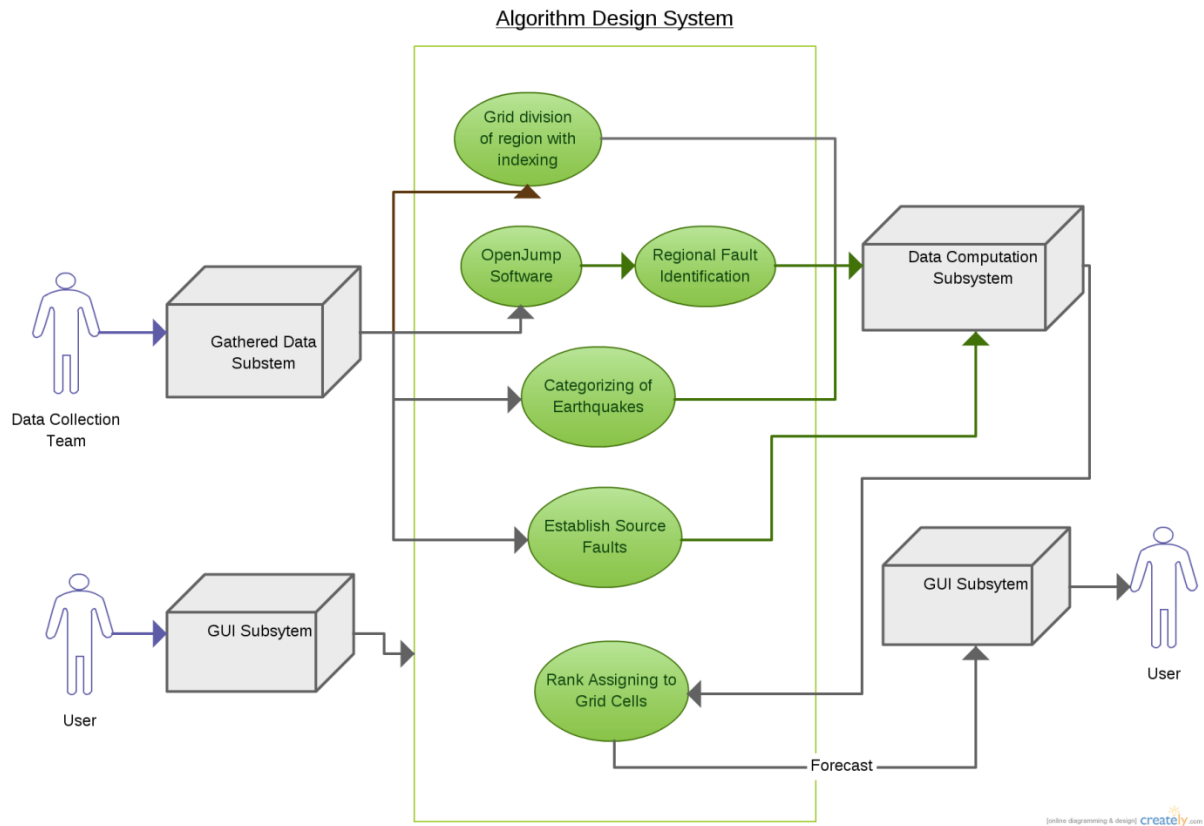 Algorithm Design System
Grid division
of region with
indexing
OpenJump
Software
Regional Fault
Identification
Data Computation
Subsystem
Gathered Data
Substem
Data Collection
Team
Categorizing of
Earthquakes
Establish Source
Faults
GUI Subsytem
User
GUI Subsytem
User
Rank Assigning to
Grid Cells
Forecast
[online diagramming & design] creately.com